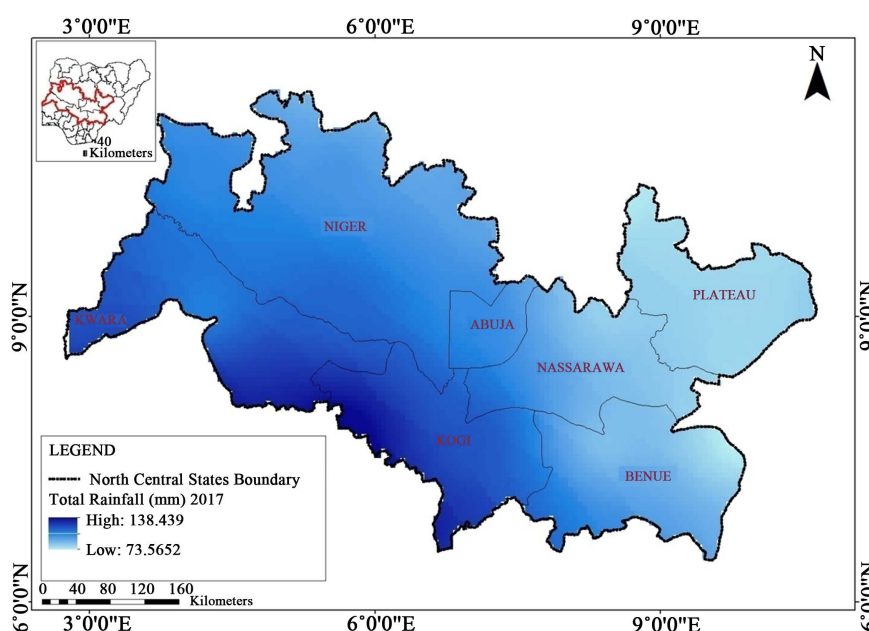 3°0'0"E 6°0'0"E 9°0'0"E
N
40
Kilometers
NIGER
PLATEAU
KWARA
ABUJA
9°0'0"N 9°0'0"N
NASSARAWA
KOGI
BENUE
LEGEND
North Central States Boundary
Total Rainfall (mm) 2017
High: 138.439
Low: 73.5652
0 40 80 120 160
Kilometers
6°0'0"N 6°0'0"N
3°0'0"E 6°0'0"E 9°0'0"E